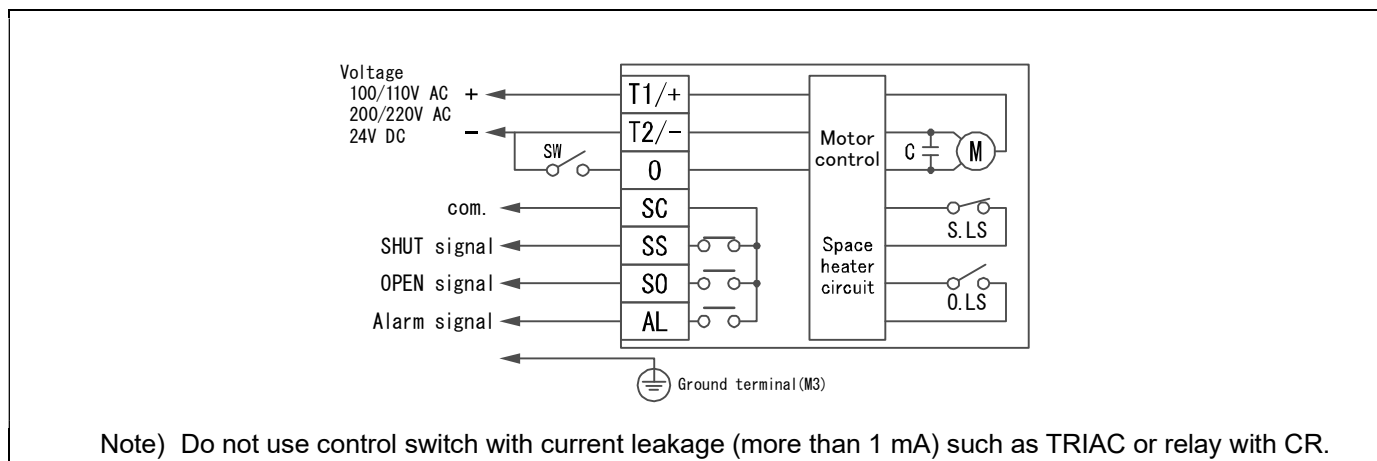 Voltage
100/110V AC +
200/220V AC
24V DC -
SW
T1/+
T2/-
O
SC
SS
SO
AL
com.
SHUT signal
OPEN signal
Alarm signal
Motor
control
Space
heater
circuit
C
M
S.LS
O.LS
Ground terminal(M3)
Note) Do not use control switch with current leakage (more than 1 mA) such as TRIAC or relay with CR.